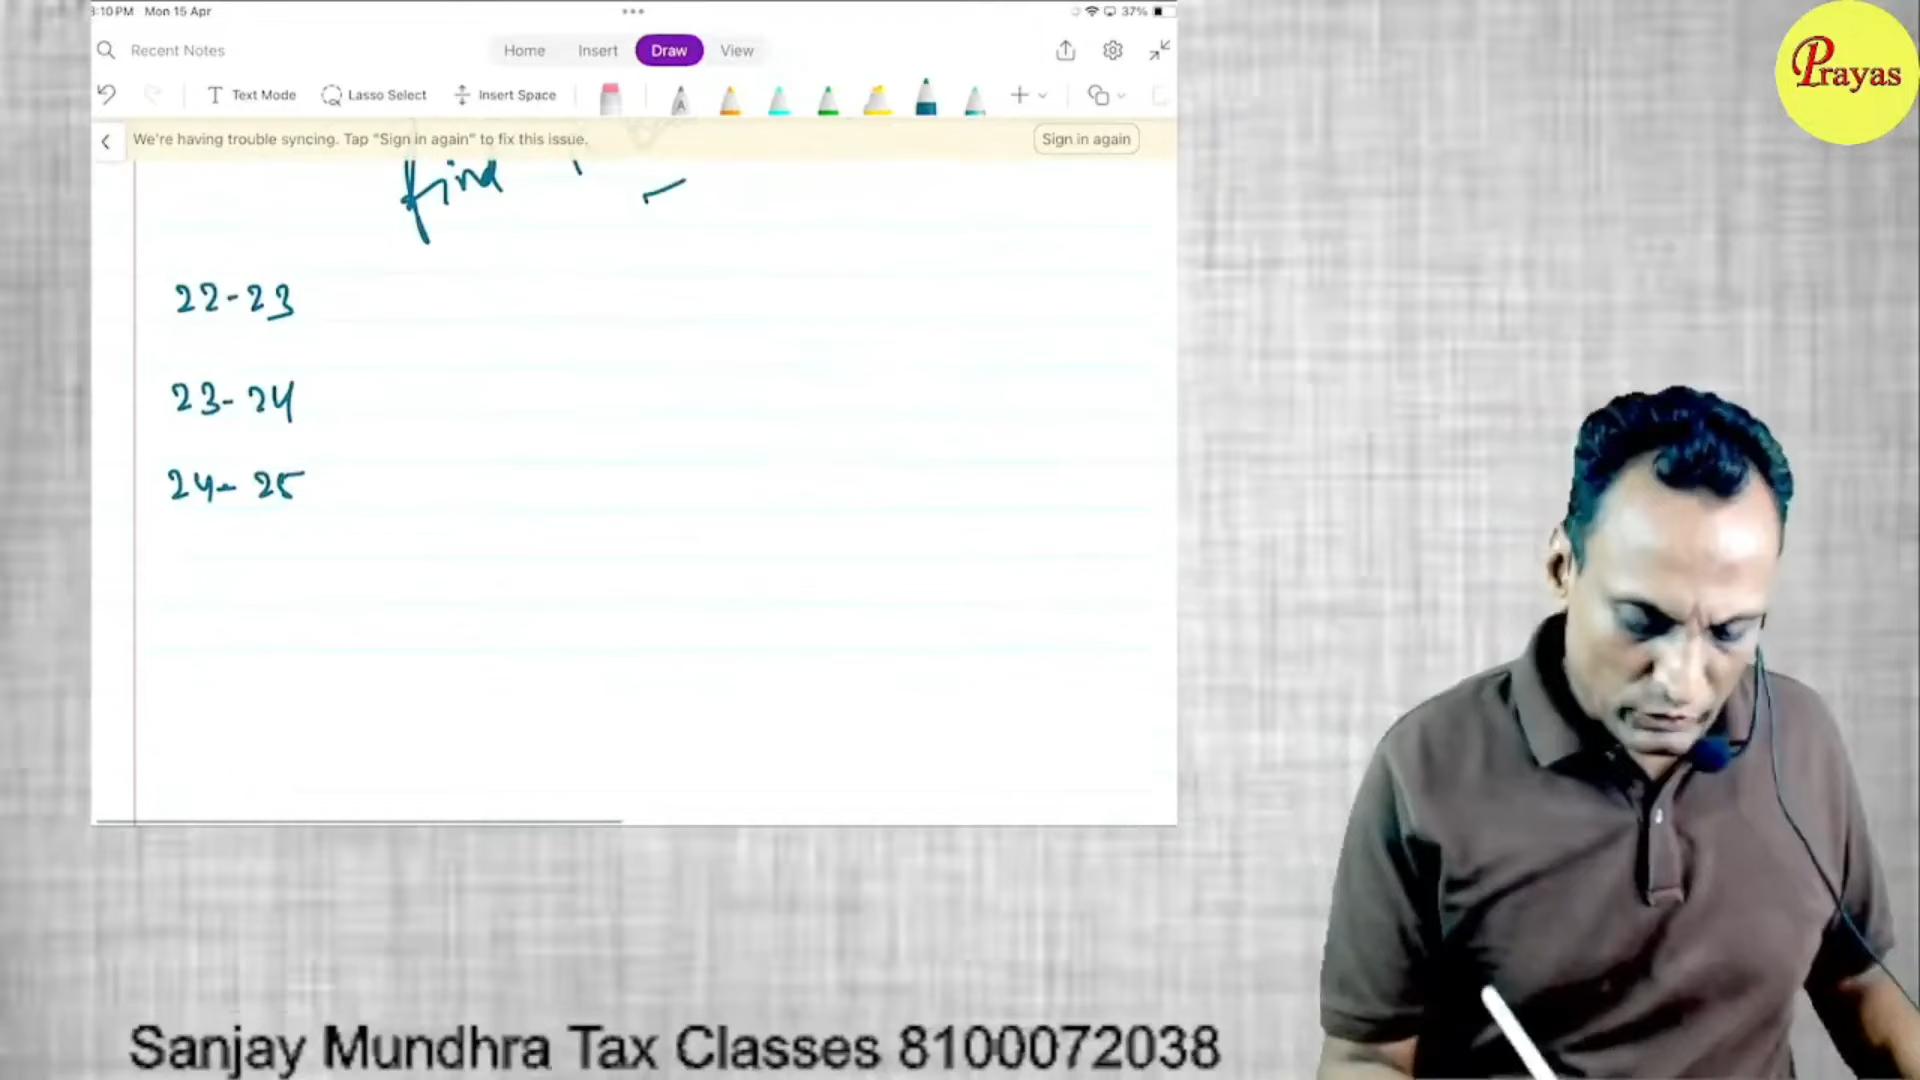 3:10 PM Mon 15 Apr
37%
Recent Notes
Home Insert Draw View
Text Mode Lasso Select Insert Space
We're having trouble syncing. Tap "Sign in again" to fix this issue.
Sign in again
find
22-23
23-24
24-25
Prayas
Sanjay Mundhra Tax Classes 8100072038